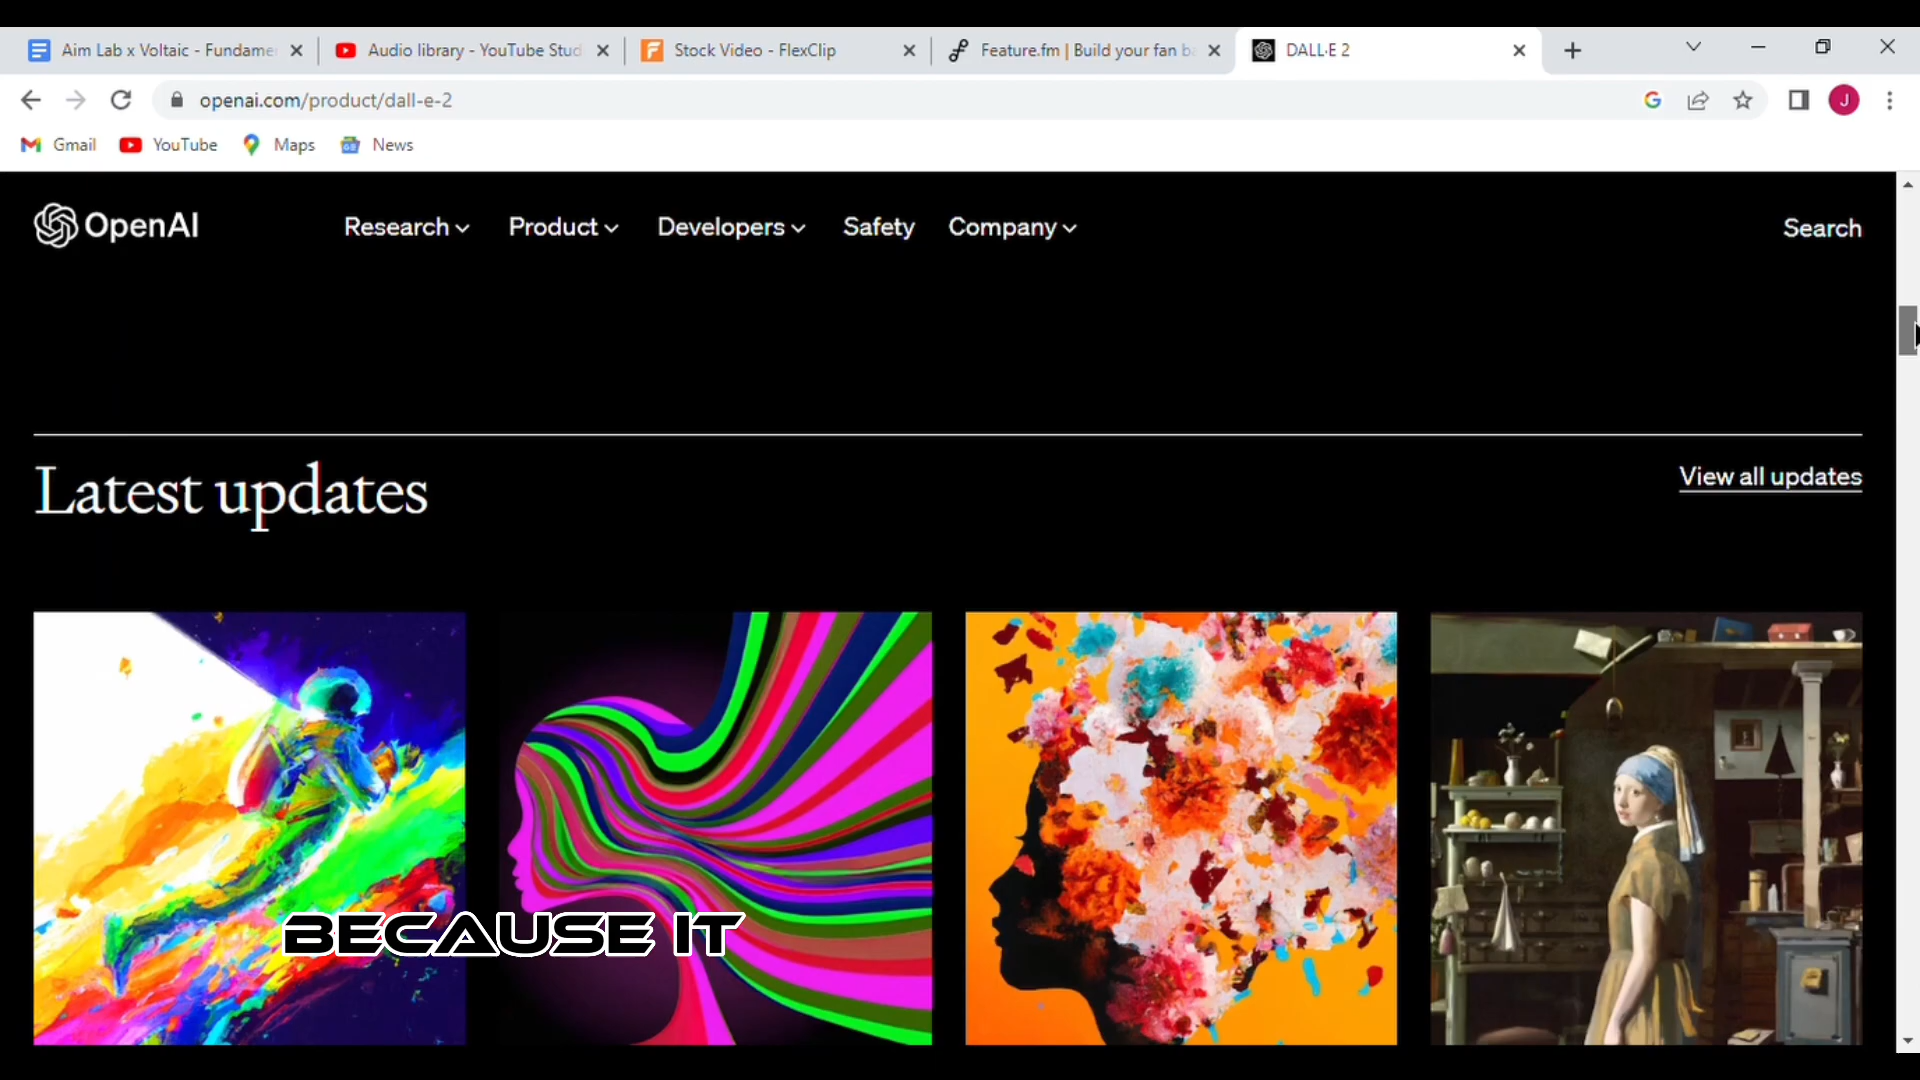 Aim Lab x Voltaic - Fundame
Audio library - YouTube Stud
Stock Video - FlexClip
Feature.fm | Build your fan ba
DALL·E 2
openai.com/product/dall-e-2
J
Gmail
YouTube
Maps
News
OpenAI
Research
Product
Developers
Safety
Company
Search
Latest updates
View all updates
BECAUSE IT